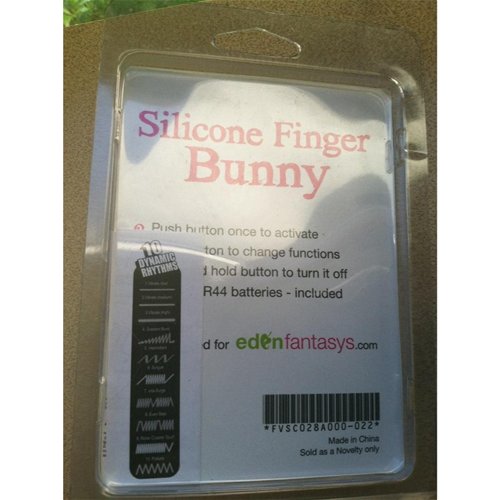 Silicone Finger
Bunny
Push button once to activate
ton to change functions
d hold button to turn it off
R44 batteries - included
ed for edenfantasys.com
10
DYNAMIC
RHYTHMS
*FVSC028A000-022*
Made in China
Sold as a Novelty only